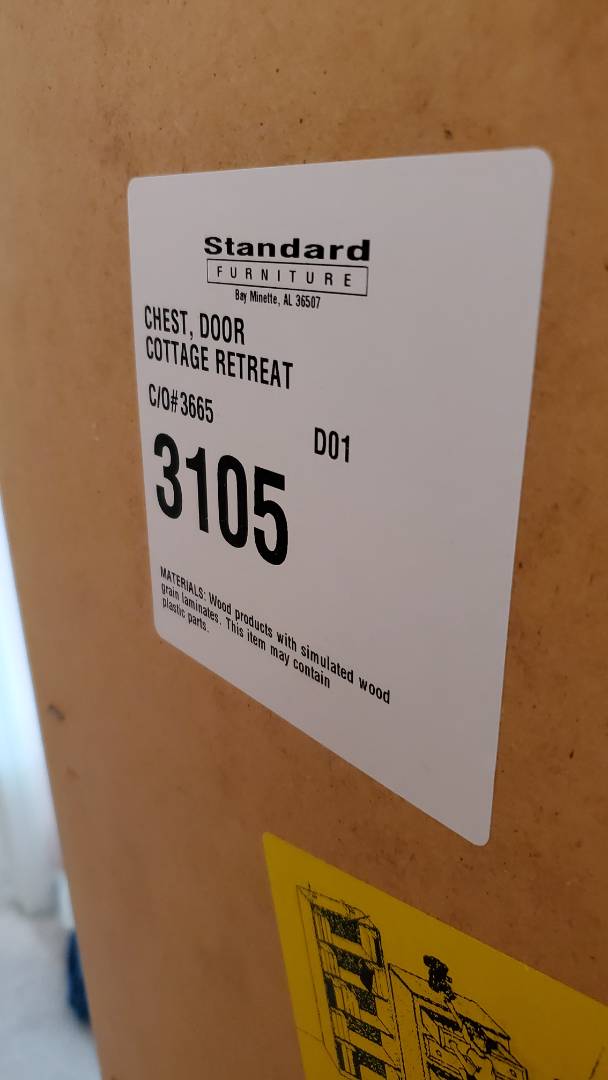 Standard
FURNITURE
Bay Minette, AL 36507
CHEST, DOOR
COTTAGE RETREAT
C/O#3665
D01
3105
MATERIALS: Wood products with simulated wood
grain laminates. This item may contain
plastic parts.